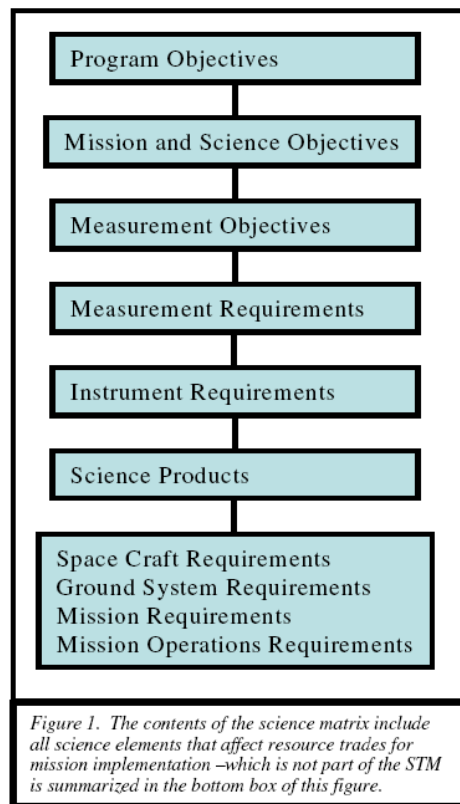 Program Objectives
Mission and Science Objectives
Measurement Objectives
Measurement Requirements
Instrument Requirements
Science Products
Space Craft Requirements
Ground System Requirements
Mission Requirements
Mission Operations Requirements
Figure 1. The contents of the science matrix include
all science elements that affect resource trades for
mission implementation –which is not part of the STM
is summarized in the bottom box of this figure.